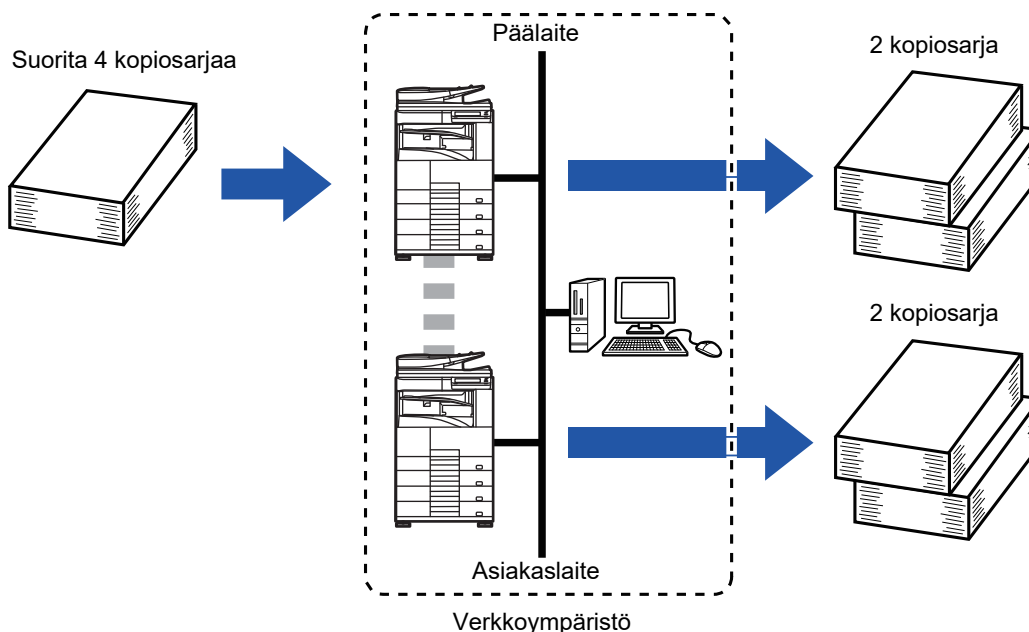 Suorita 4 kopiosarjaa
Päälaite
2 kopiosarja
2 kopiosarja
Asiakaslaite
Verkkoympäristö